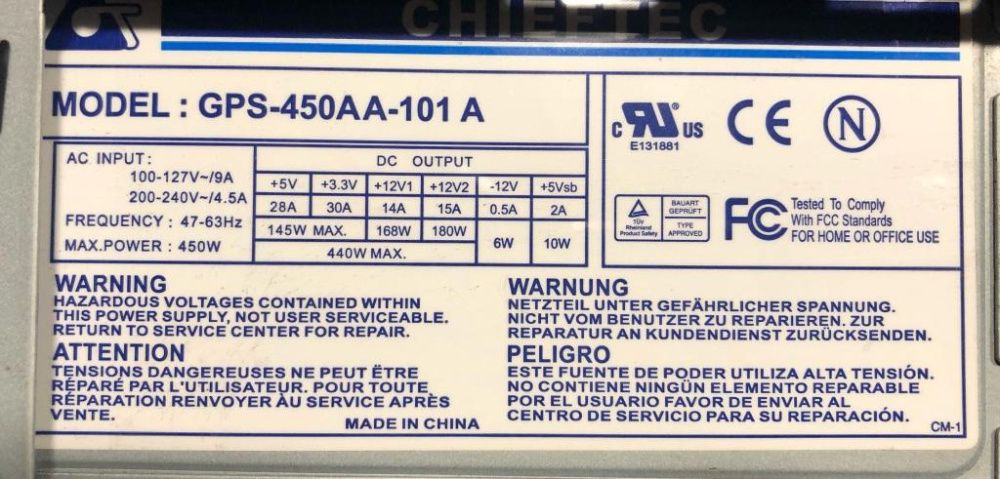 CHIEFTEC
MODEL : GPS-450AA-101 A
AC INPUT:
100-127V~/9A
200-240V~/4.5A
FREQUENCY : 47-63Hz
MAX.POWER : 450W
DC OUTPUT
+5V +3.3V +12V1 +12V2 -12V +5Vsb
28A 30A 14A 15A 0.5A 2A
145W MAX. 168W 180W 6W 10W
440W MAX.
c RU US
E131881
CE
N
TÜV
Rheinland
Product Safety
BAUART
GEPRÜFT
TYPE
APPROVED
FC
Tested To Comply
With FCC Standards
FOR HOME OR OFFICE USE
WARNING
HAZARDOUS VOLTAGES CONTAINED WITHIN
THIS POWER SUPPLY, NOT USER SERVICEABLE.
RETURN TO SERVICE CENTER FOR REPAIR.
ATTENTION
TENSIONS DANGEREUSES NE PEUT ËTRE
RÉPARÉ PAR L'UTILISATEUR. POUR TOUTE
RÉPARATION RENVOYER ÀU SERVICE APRÈS
VENTE.
MADE IN CHINA
WARNUNG
NETZTEIL UNTER GEFÄHRLICHER SPANNUNG.
NICHT VOM BENUTZER ZU REPARIEREN. ZUR
REPARATUR AN KUNDENDIENST ZURÜCKSENDEN.
PELIGRO
ESTE FUENTE DE PODER UTILIZA ALTA TENSIÓN.
NO CONTIENE NINGÚN ELEMENTO REPARABLE
POR EL USUARIO FAVOR DE ENVIAR AL
CENTRO DE SERVICIO PARA SU REPARACIÓN.
CM-1